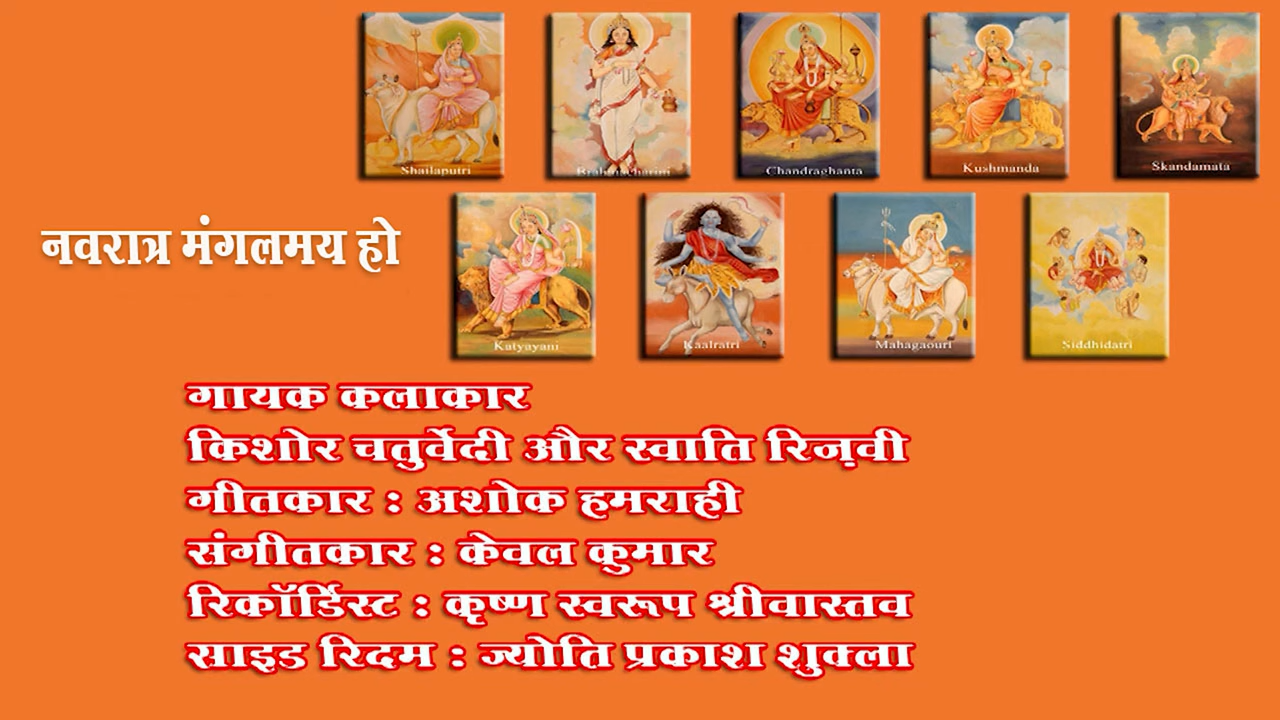 Shailaputri
Brahmacharini
Chandraghanta
Kushmanda
Skandamata
नवरात्र मंगलमय हो
Katyayani
Kaalratri
Mahagaouri
Siddhidatri
गायक कलाकार
किशोर चतुर्वेदी और स्वाति रिज़वी
गीतकार : अशोक हमराही
संगीतकार : केवल कुमार
रिकॉर्डिस्ट : कृष्ण स्वरूप श्रीवास्तव
साइड रिदम : ज्योति प्रकाश शुक्ला